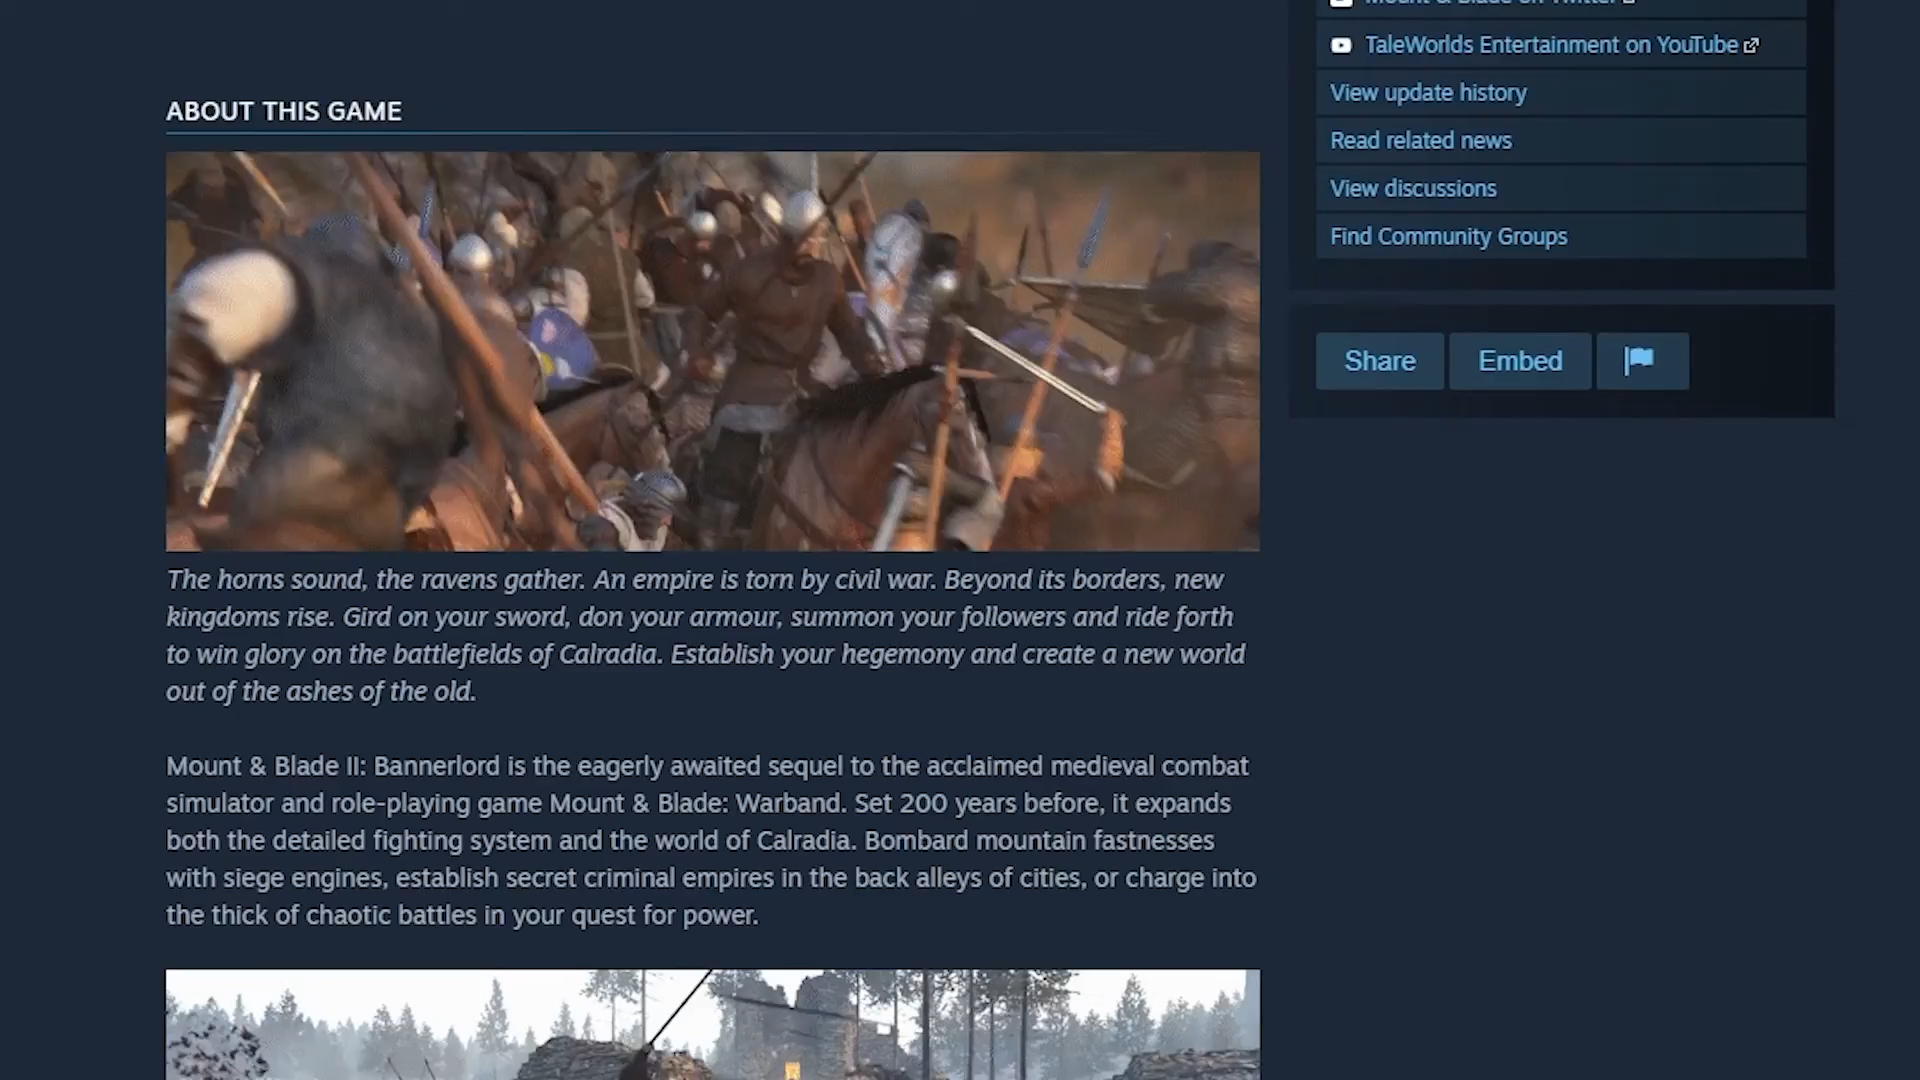 Mount & Blade on Twitter
TaleWorlds Entertainment on YouTube
View update history
Read related news
View discussions
Find Community Groups
Share
Embed
ABOUT THIS GAME
The horns sound, the ravens gather. An empire is torn by civil war. Beyond its borders, new
kingdoms rise. Gird on your sword, don your armour, summon your followers and ride forth
to win glory on the battlefields of Calradia. Establish your hegemony and create a new world
out of the ashes of the old.
Mount & Blade II: Bannerlord is the eagerly awaited sequel to the acclaimed medieval combat
simulator and role-playing game Mount & Blade: Warband. Set 200 years before, it expands
both the detailed fighting system and the world of Calradia. Bombard mountain fastnesses
with siege engines, establish secret criminal empires in the back alleys of cities, or charge into
the thick of chaotic battles in your quest for power.